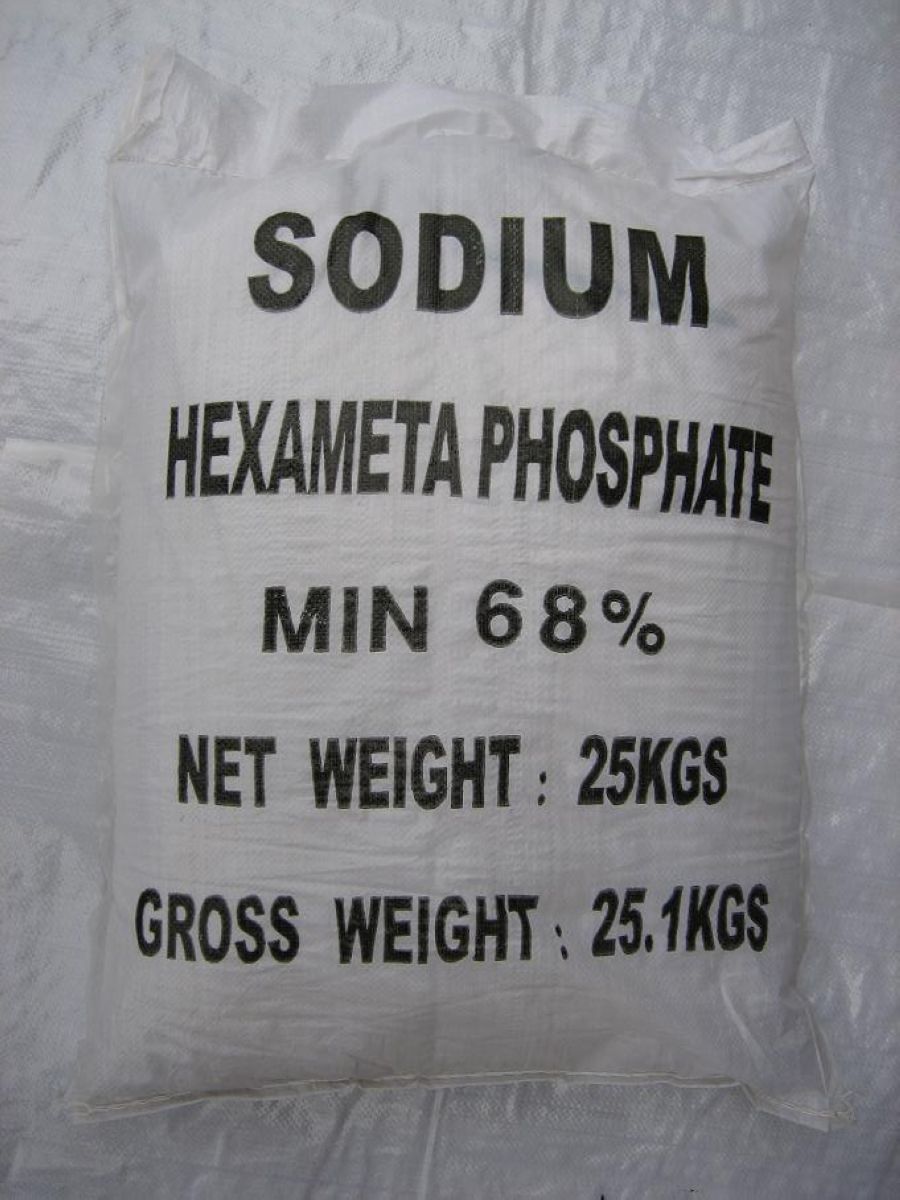 SODIUM
HEXAMETA PHOSPHATE
MIN 68%
NET WEIGHT : 25KGS
GROSS WEIGHT : 25.1KGS